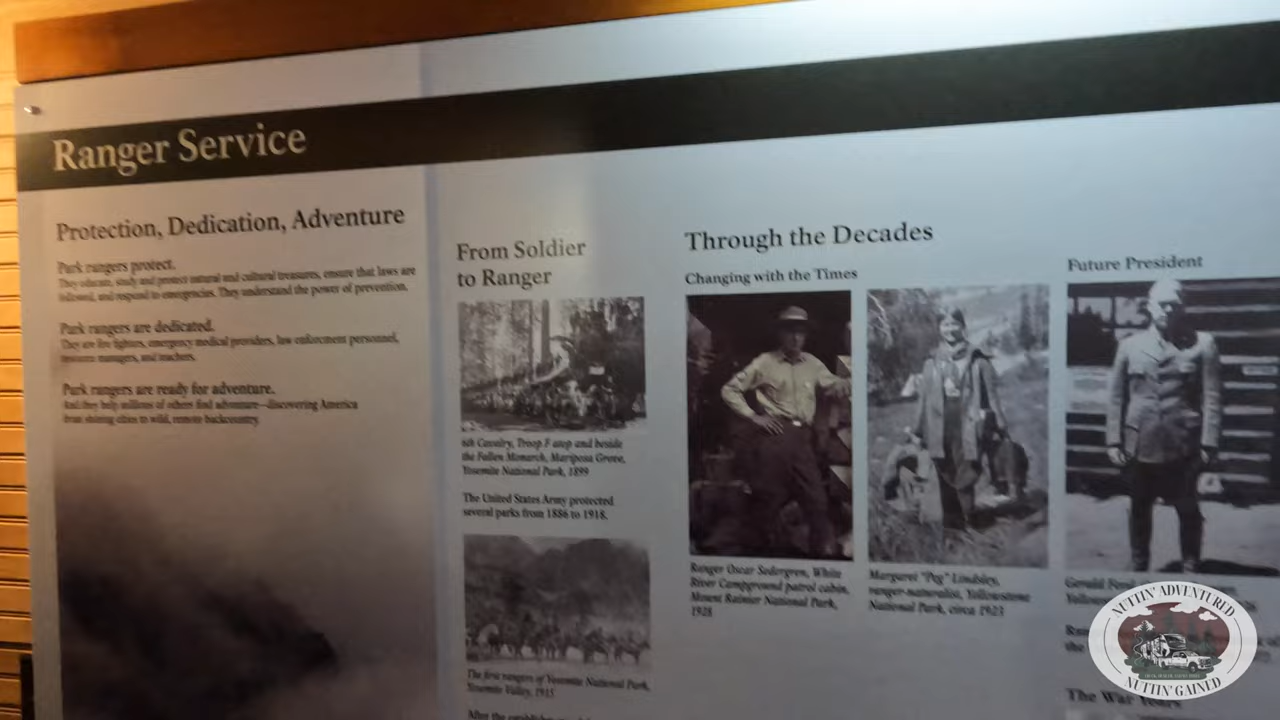 Ranger Service
Protection, Dedication, Adventure
Park rangers protect.
They educate, study and protect natural and cultural treasures, ensure that laws are
followed, and respond to emergencies. They understand the power of prevention.
Park rangers are dedicated.
They are fire fighters, emergency medical providers, law enforcement personnel,
resource managers, and teachers.
Park rangers are ready for adventure.
And they help millions of others find adventure—discovering America
from shining cities to wild, remote backcountry.
From Soldier
to Ranger
6th Cavalry, Troop F atop and beside
the Fallen Monarch, Mariposa Grove,
Yosemite National Park, 1899
The United States Army protected
several parks from 1886 to 1918.
The first rangers of Yosemite National Park,
Yosemite Valley, 1915
After the
Through the Decades
Changing with the Times
Ranger Oscar Sedergren, White
River Campground patrol cabin,
Mount Rainier National Park,
1928
Margaret "Peg" Lindsley,
ranger-naturalist, Yellowstone
National Park, circa 1923
Future President
Gerald
The War Years
NUTTIN' ADVENTURED
NUTTIN' GAINED